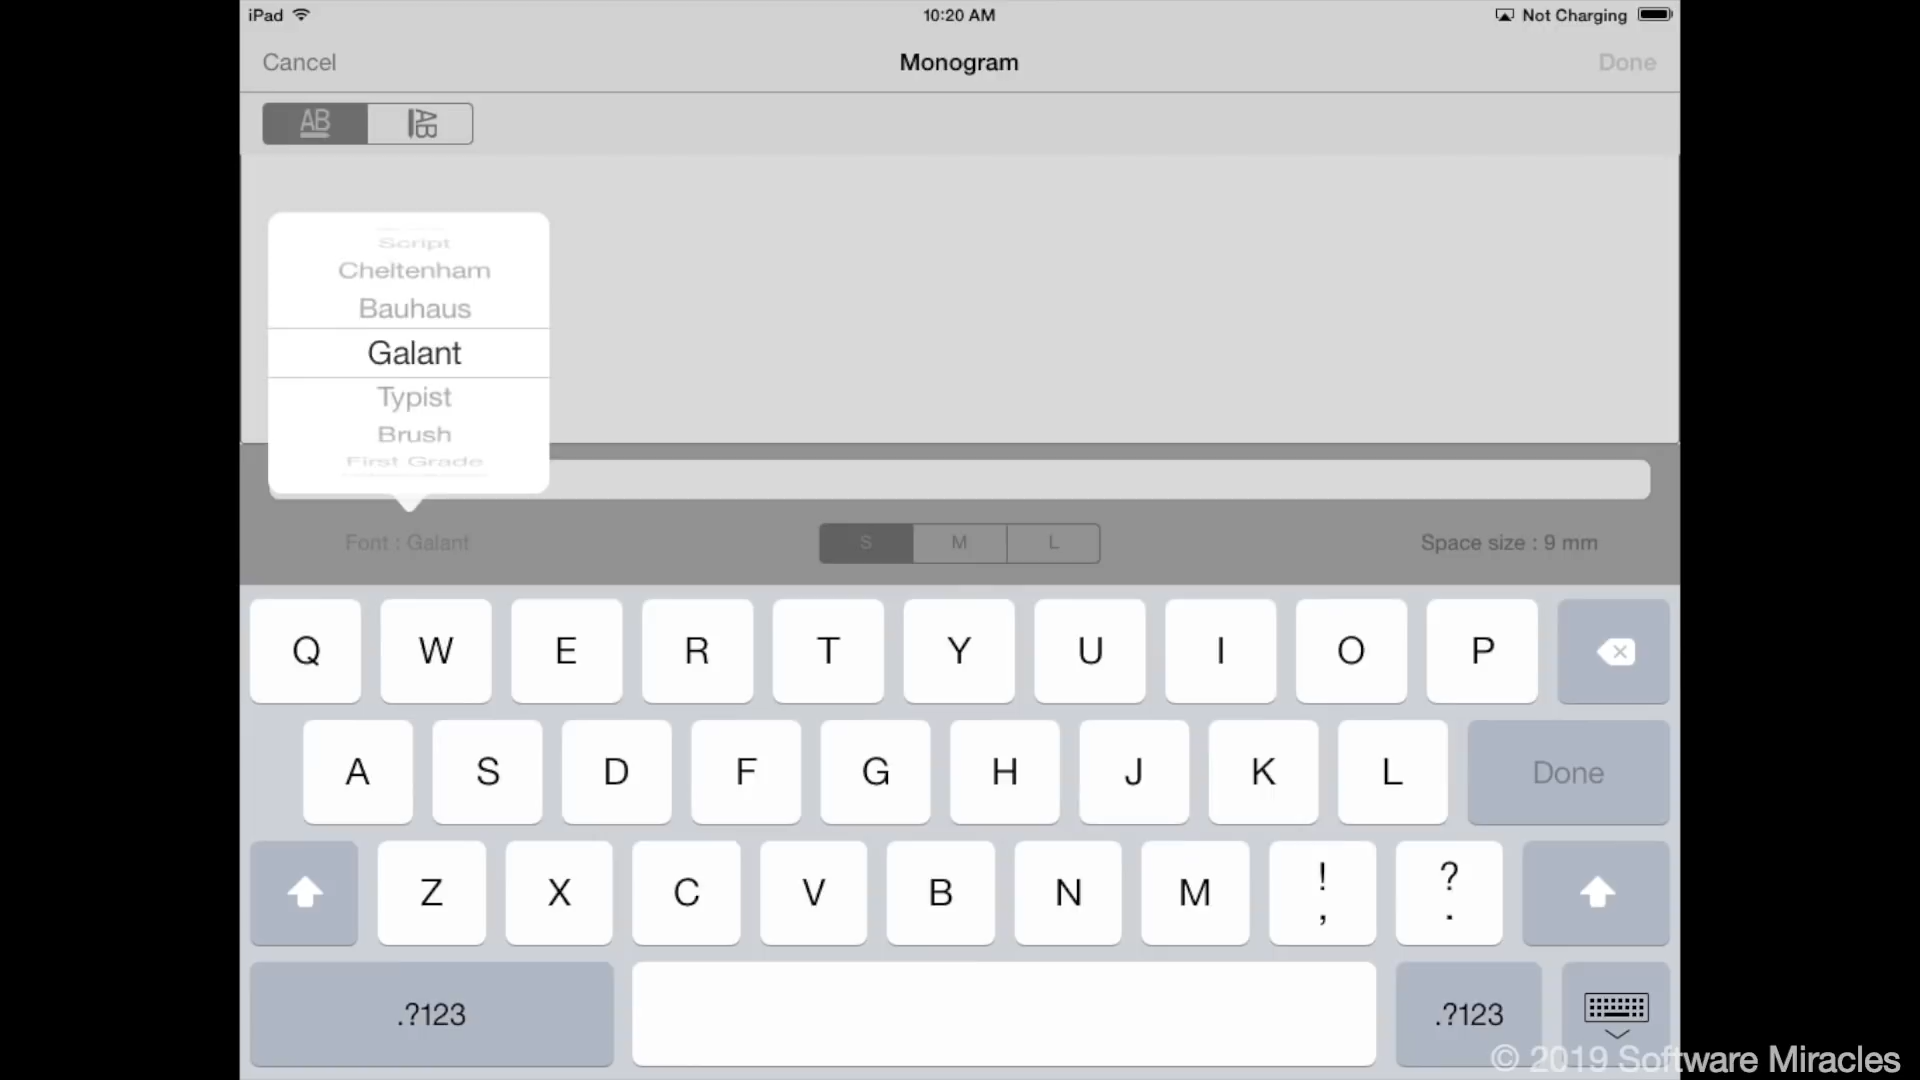 iPad 10:20 AM Not Charging
Cancel Monogram Done
AB AB
Script
Cheltenham
Bauhaus
Galant
Typist
Brush
First Grade
Font : Galant S M L Space size : 9 mm
Q W E R T Y U I O P
A S D F G H J K L Done
Z X C V B N M ! , ? .
.?123 .?123
© 2019 Software Miracles